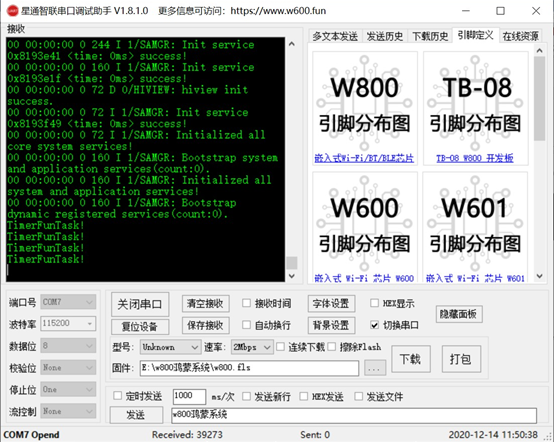 星通智联串口调试助手 V1.8.1.0 更多信息可访问：https://www.w600.fun
接收
00 00:00:00 0 244 I 1/SAMGR: Init service
0x8193e41 <time: 0ms> success!
00 00:00:00 0 160 I 1/SAMGR: Init service
0x8193e1f <time: 0ms> success!
00 00:00:00 0 72 D 0/HIVIEW: hiview init
success.
00 00:00:00 0 72 I 1/SAMGR: Init service
0x8193f49 <time: 0ms> success!
00 00:00:00 0 72 I 1/SAMGR: Initialized all
core system services!
00 00:00:00 0 160 I 1/SAMGR: Bootstrap system
and application services(count:0).
00 00:00:00 0 160 I 1/SAMGR: Initialized all
system and application services!
00 00:00:00 0 160 I 1/SAMGR: Bootstrap
dynamic registered services(count:0).
TimerFunTask!
TimerFunTask!
TimerFunTask!
TimerFunTask!
多文本发送 发送历史 下载历史 引脚定义 在线资源
W800
引脚分布图
嵌入式Wi-Fi/BT/BLE芯片
TB-08
引脚分布图
TB-08 W800 开发板
W600
引脚分布图
嵌入式 Wi-Fi 芯片 W600
W601
引脚分布图
嵌入式 Wi-Fi 芯片 W601
端口号 COM7
波特率 115200
数据位 8
校验位 None
停止位 One
流控制 None
关闭串口 清空接收 接收时间 字体设置 HEX显示
复位设备 保存接收 自动换行 背景设置 切换串口
隐藏面板
型号: Unknown 速率: 2Mbps 连续下载 擦除Flash
固件: E:\w800鸿蒙系统\w800.fls ...
下载 打包
定时发送 1000 ms/次 发送新行 HEX发送 发送文件
发送 w800鸿蒙系统
COM7 Opend Received: 39273 Sent: 0 2020-12-14 11:50:38